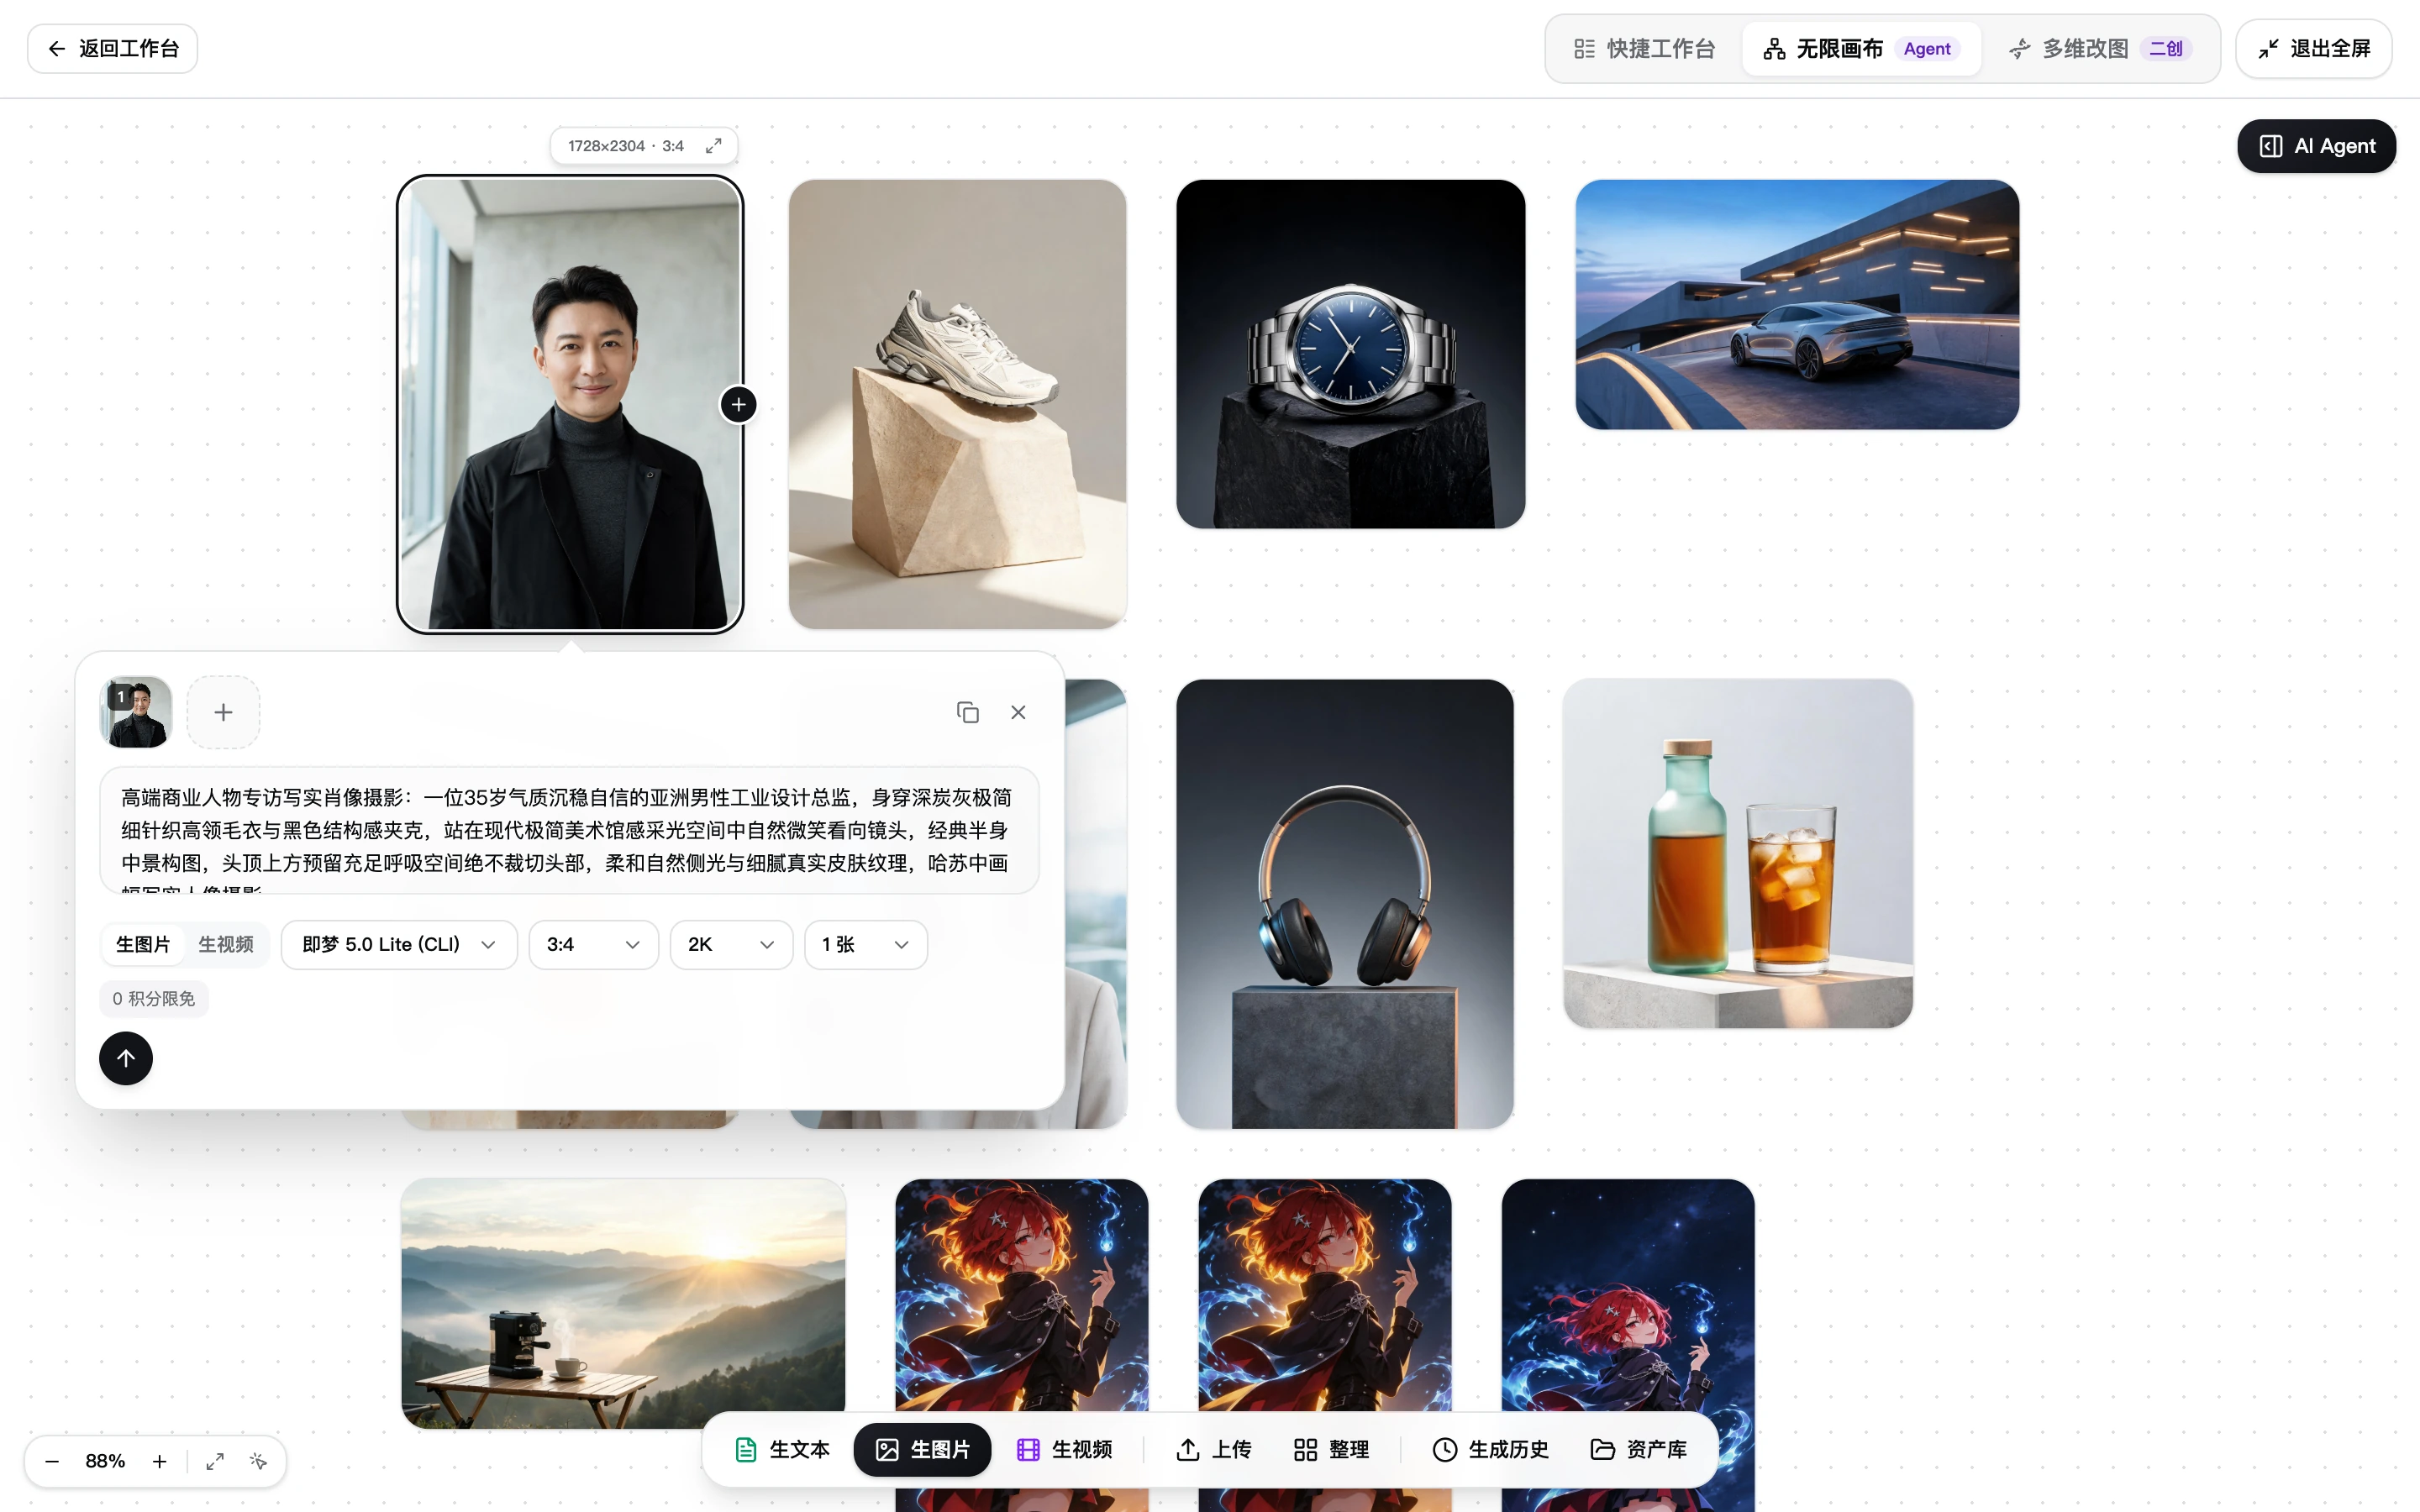 返回工作台
快捷工作台
无限画布 Agent
多维改图 二创
退出全屏
1728×2304 · 3:4
AI Agent
1
高端商业人物专访写实肖像摄影：一位35岁气质沉稳自信的亚洲男性工业设计总监，身穿深炭灰极简
细针织高领毛衣与黑色结构感夹克，站在现代极简美术馆感采光空间中自然微笑看向镜头，经典半身
中景构图，头顶上方预留充足呼吸空间绝不裁切头部，柔和自然侧光与细腻真实皮肤纹理，哈苏中画
幅写实人像摄影
生图片 生视频 即梦 5.0 Lite (CLI) 3:4 2K 1 张
0 积分限免
88%
生文本 生图片 生视频 上传 整理 生成历史 资产库